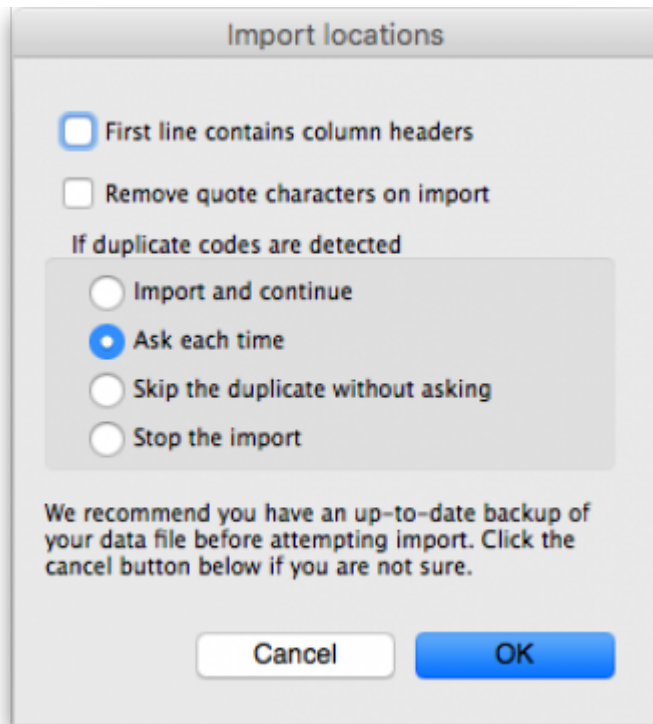 Import locations
First line contains column headers
Remove quote characters on import
If duplicate codes are detected
Import and continue
Ask each time
Skip the duplicate without asking
Stop the import
We recommend you have an up-to-date backup of
your data file before attempting import. Click the
cancel button below if you are not sure.
Cancel OK